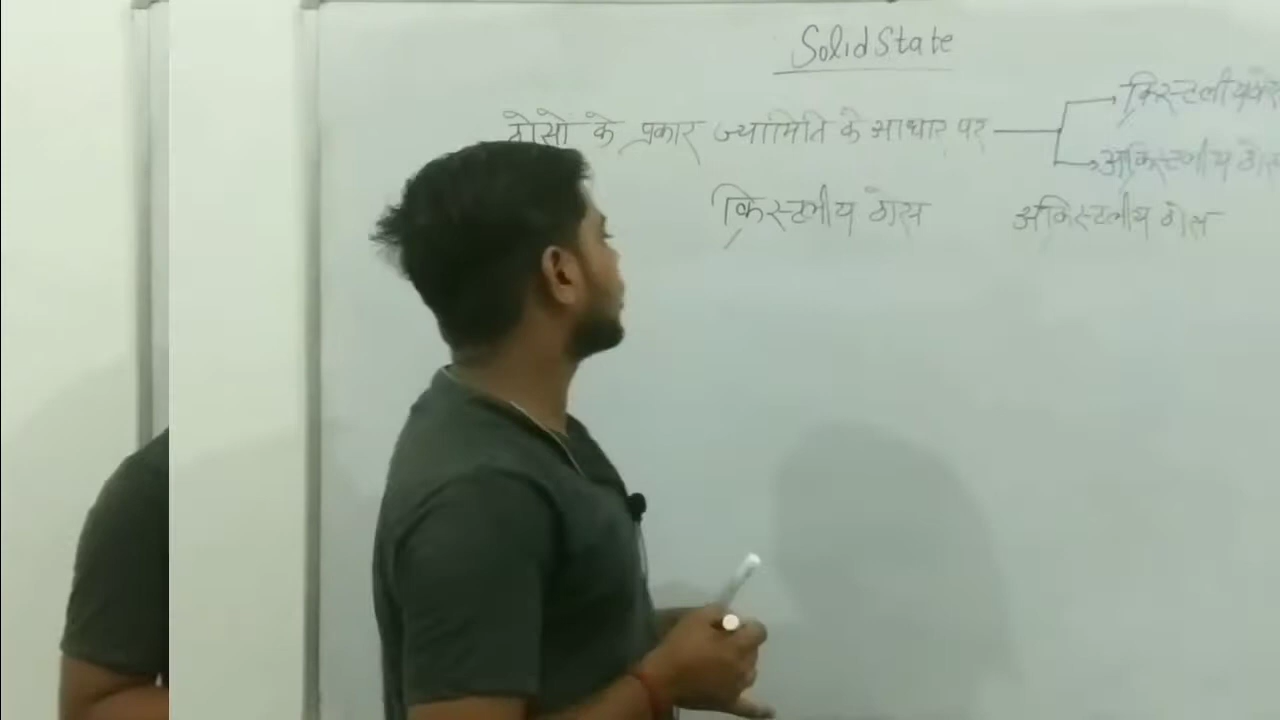 Solid State
ठोसो के प्रकार ज्यामिति के आधार पर
क्रिस्टलीय ठोस
अक्रिस्टलीय ठोस
क्रिस्टलीय ठोस अक्रिस्टलीय ठोस